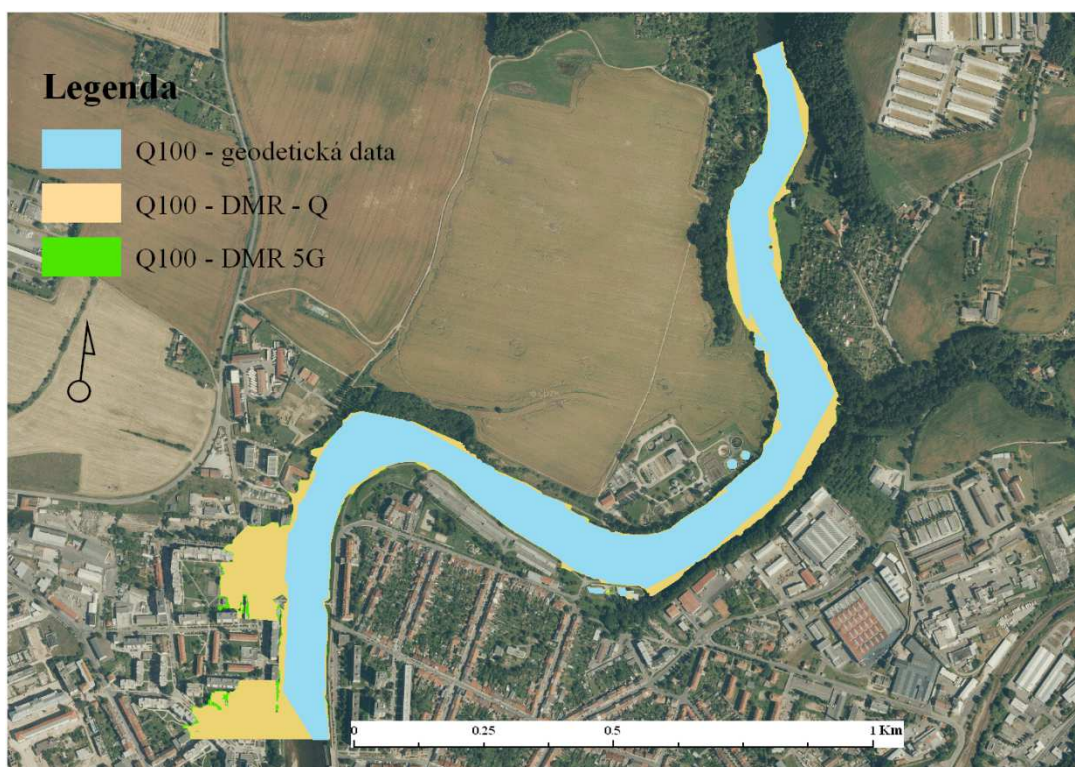 Legenda
Q100 - geodetická data
Q100 - DMR - Q
Q100 - DMR 5G
0 0.25 0.5 1 Km